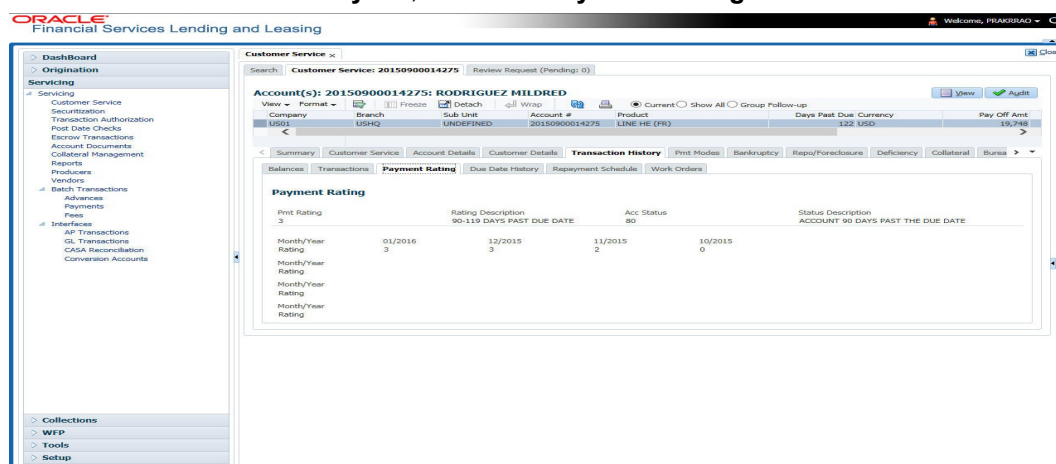 ORACLE
Financial Services Lending and Leasing
Welcome, PRAKRRAO
DashBoard
Origination
Servicing
Servicing
Customer Service
Securitization
Transaction Authorization
Post Date Checks
Escrow Transactions
Account Documents
Collateral Management
Reports
Producers
Vendors
Batch Transactions
Advances
Payments
Fees
Interfaces
AP Transactions
GL Transactions
CASA Reconciliation
Conversion Accounts
Collections
WFP
Tools
Setup
Customer Service
Search Customer Service: 20150900014275 Review Request (Pending: 0)
Account(s): 20150900014275: RODRIGUEZ MILDRED View Audit
View Format Freeze Detach Wrap Current Show All Group Follow-up
Company Branch Sub Unit Account # Product Days Past Due Currency Pay Off Amt
US01 USHQ UNDEFINED 20150900014275 LINE HE (FR) 122 USD 19,748
Summary Customer Service Account Details Customer Details Transaction History Pmt Modes Bankruptcy Repo/Foreclosure Deficiency Collateral Burea
Balances Transactions Payment Rating Due Date History Repayment Schedule Work Orders
Payment Rating
Pmt Rating Rating Description Acc Status Status Description
3 90-119 DAYS PAST DUE DATE 80 ACCOUNT 90 DAYS PAST THE DUE DATE
Month/Year 01/2016 12/2015 11/2015 10/2015
Rating 3 3 2 0
Month/Year
Rating
Month/Year
Rating
Month/Year
Rating